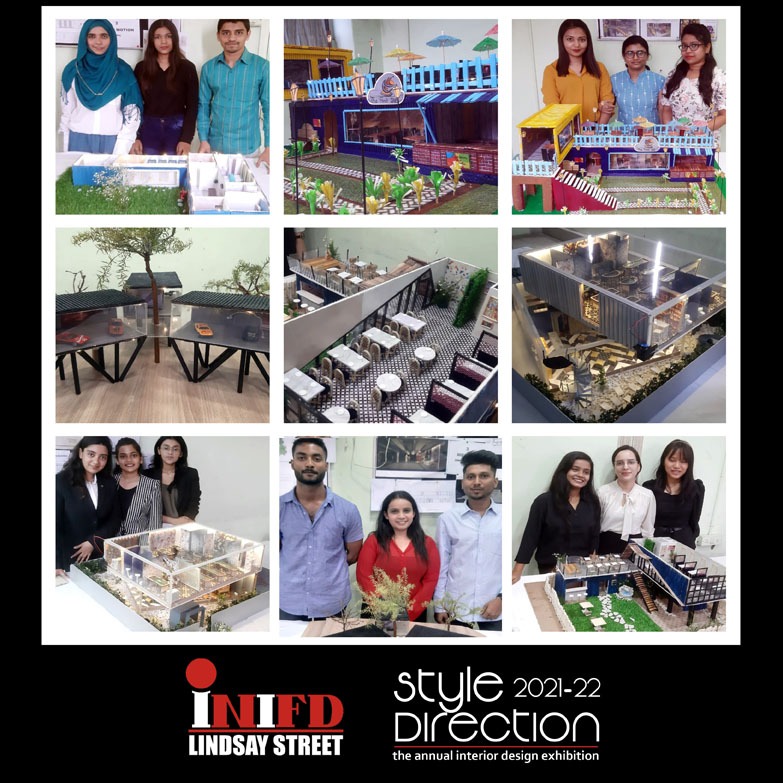 iNIFD
LINDSAY STREET
style 2021-22
DIRECTION
the annual interior design exhibition